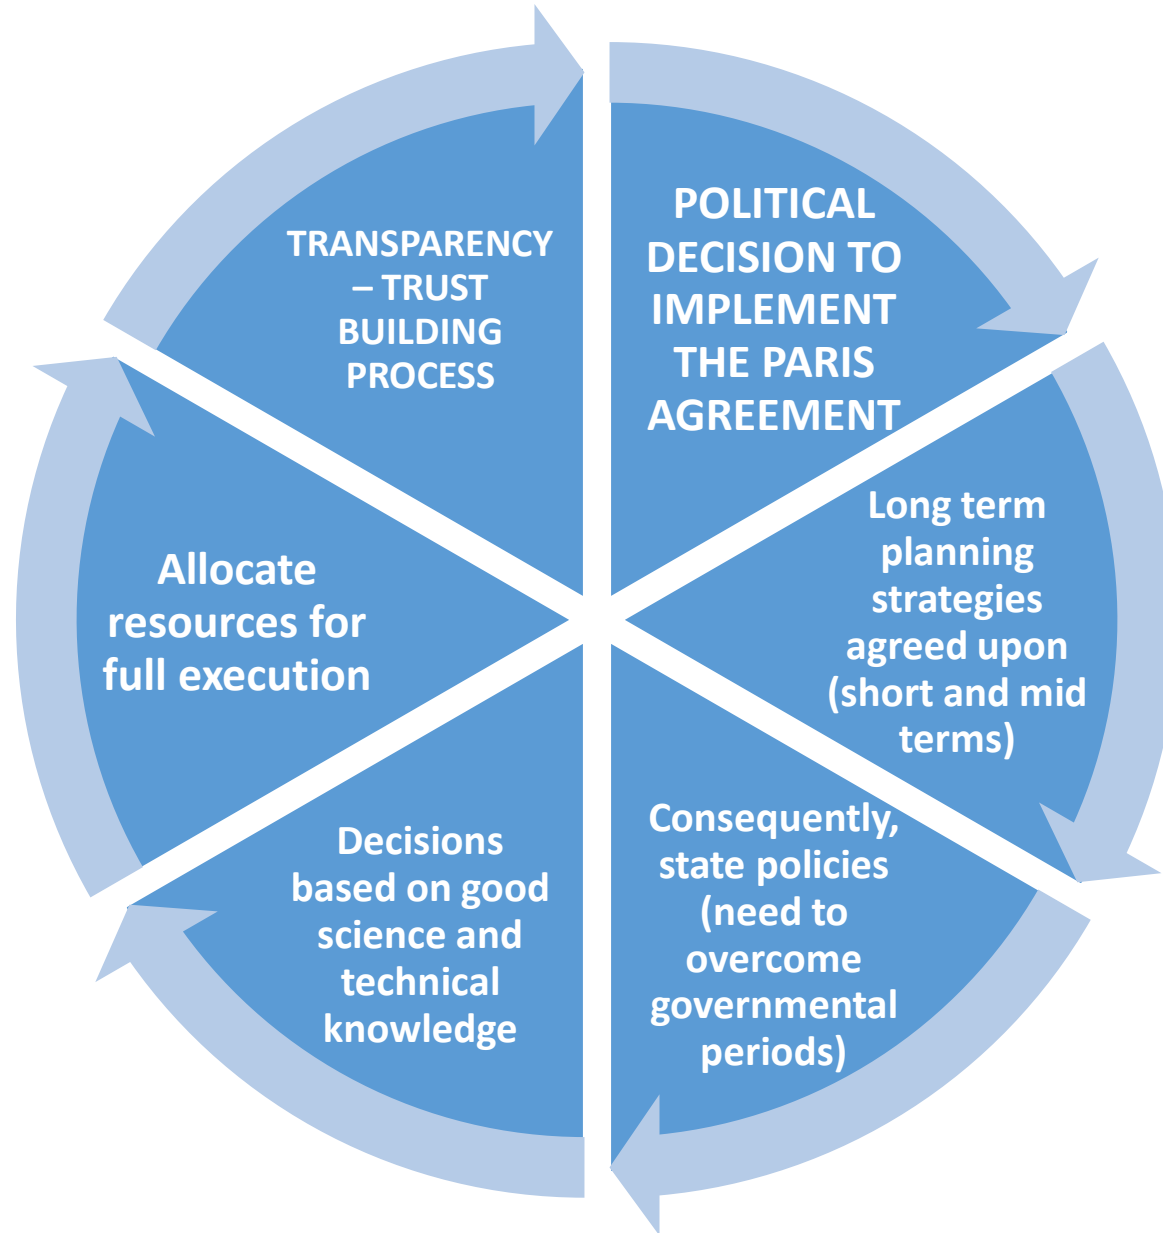 POLITICAL
DECISION TO
IMPLEMENT
THE PARIS
AGREEMENT
Long term
planning
strategies
agreed upon
(short and mid
terms)
Consequently,
state policies
(need to
overcome
governmental
periods)
Decisions
based on good
science and
technical
knowledge
Allocate
resources for
full execution
TRANSPARENCY
– TRUST
BUILDING
PROCESS